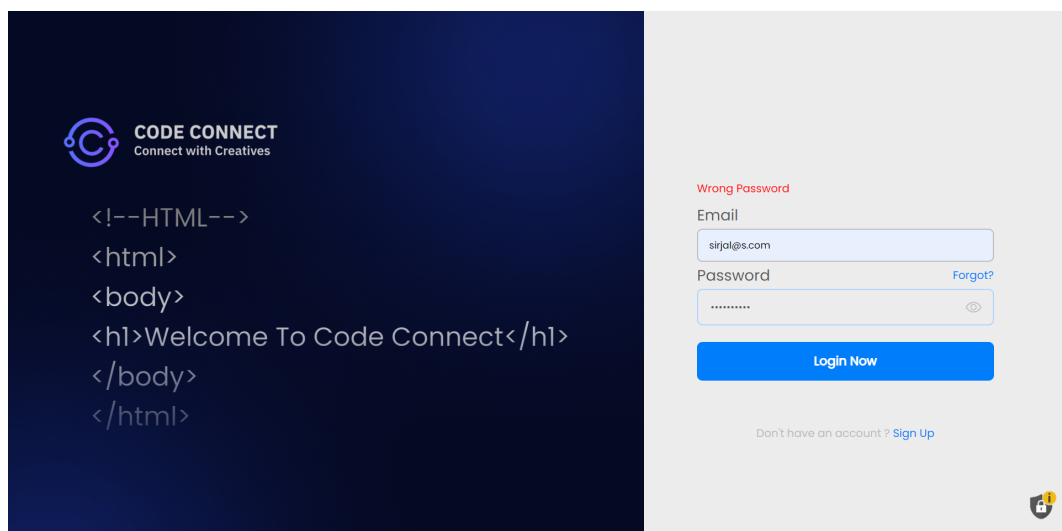 CODE CONNECT
Connect with Creatives
<!--HTML-->
<html>
<body>
<h1>Welcome To Code Connect</h1>
</body>
</html>
Wrong Password
Email
sirjal@s.com
Password Forgot?
••••••••••
Login Now
Don't have an account ? Sign Up